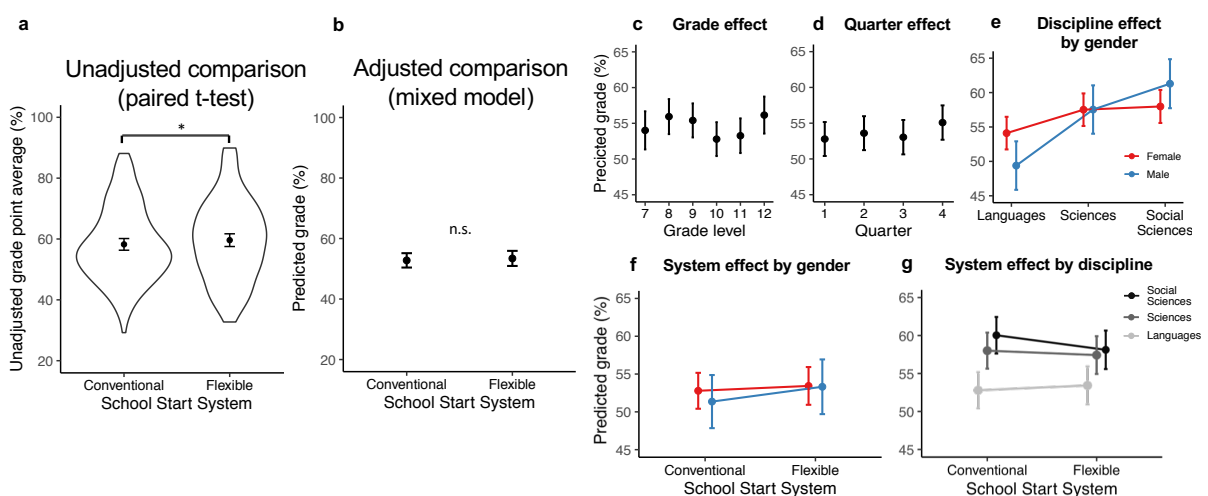 a
Unadjusted comparison
(paired t-test)
Unadjusted grade point average (%)
100
80
60
40
20
*
Conventional
Flexible
School Start System
b
Adjusted comparison
(mixed model)
Predicted grade (%)
100
80
60
40
20
n.s.
Conventional
Flexible
School Start System
c
Grade effect
Precicted grade (%)
65
60
55
50
45
7 8 9 10 11 12
Grade level
d
Quarter effect
65
60
55
50
45
1 2 3 4
Quarter
e
Discipline effect
by gender
65
60
55
50
45
Female
Male
Languages
Sciences
Social
Sciences
f
System effect by gender
Predicted grade (%)
65
60
55
50
45
Conventional
Flexible
School Start System
g
System effect by discipline
65
60
55
50
45
Social
Sciences
Sciences
Languages
Conventional
Flexible
School Start System